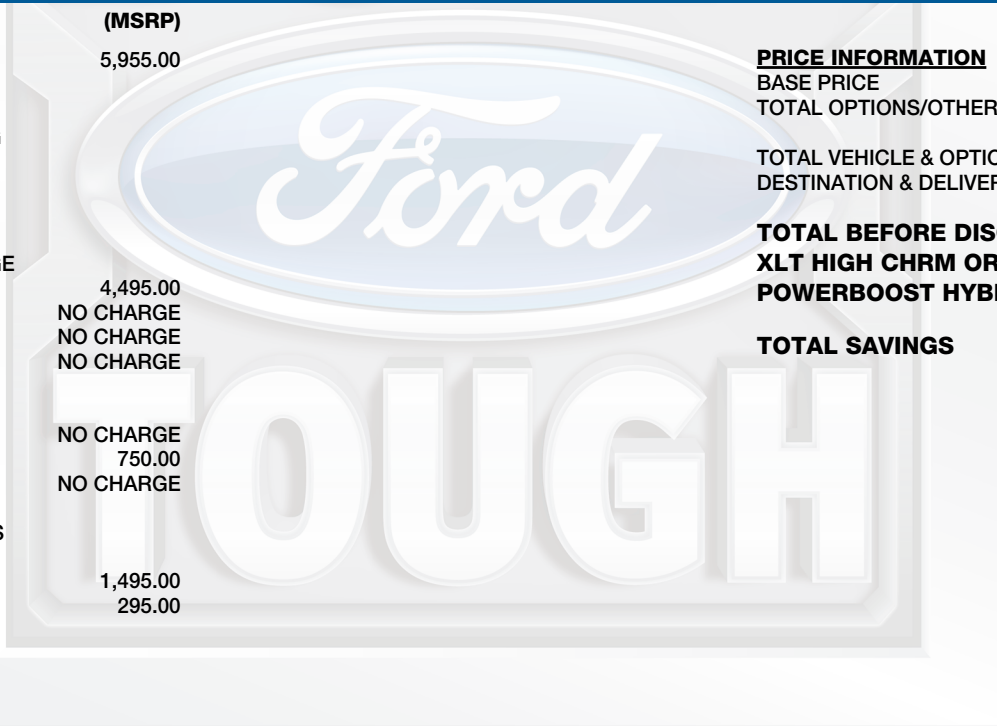 (MSRP)
5,955.00
GE
4,495.00
NO CHARGE
NO CHARGE
NO CHARGE
NO CHARGE
750.00
NO CHARGE
S
1,495.00
295.00
Ford
TOUGH
PRICE INFORMATION
BASE PRICE
TOTAL OPTIONS/OTHER
TOTAL VEHICLE & OPTIO
DESTINATION & DELIVER
TOTAL BEFORE DIS
XLT HIGH CHRM OR
POWERBOOST HYB
TOTAL SAVINGS